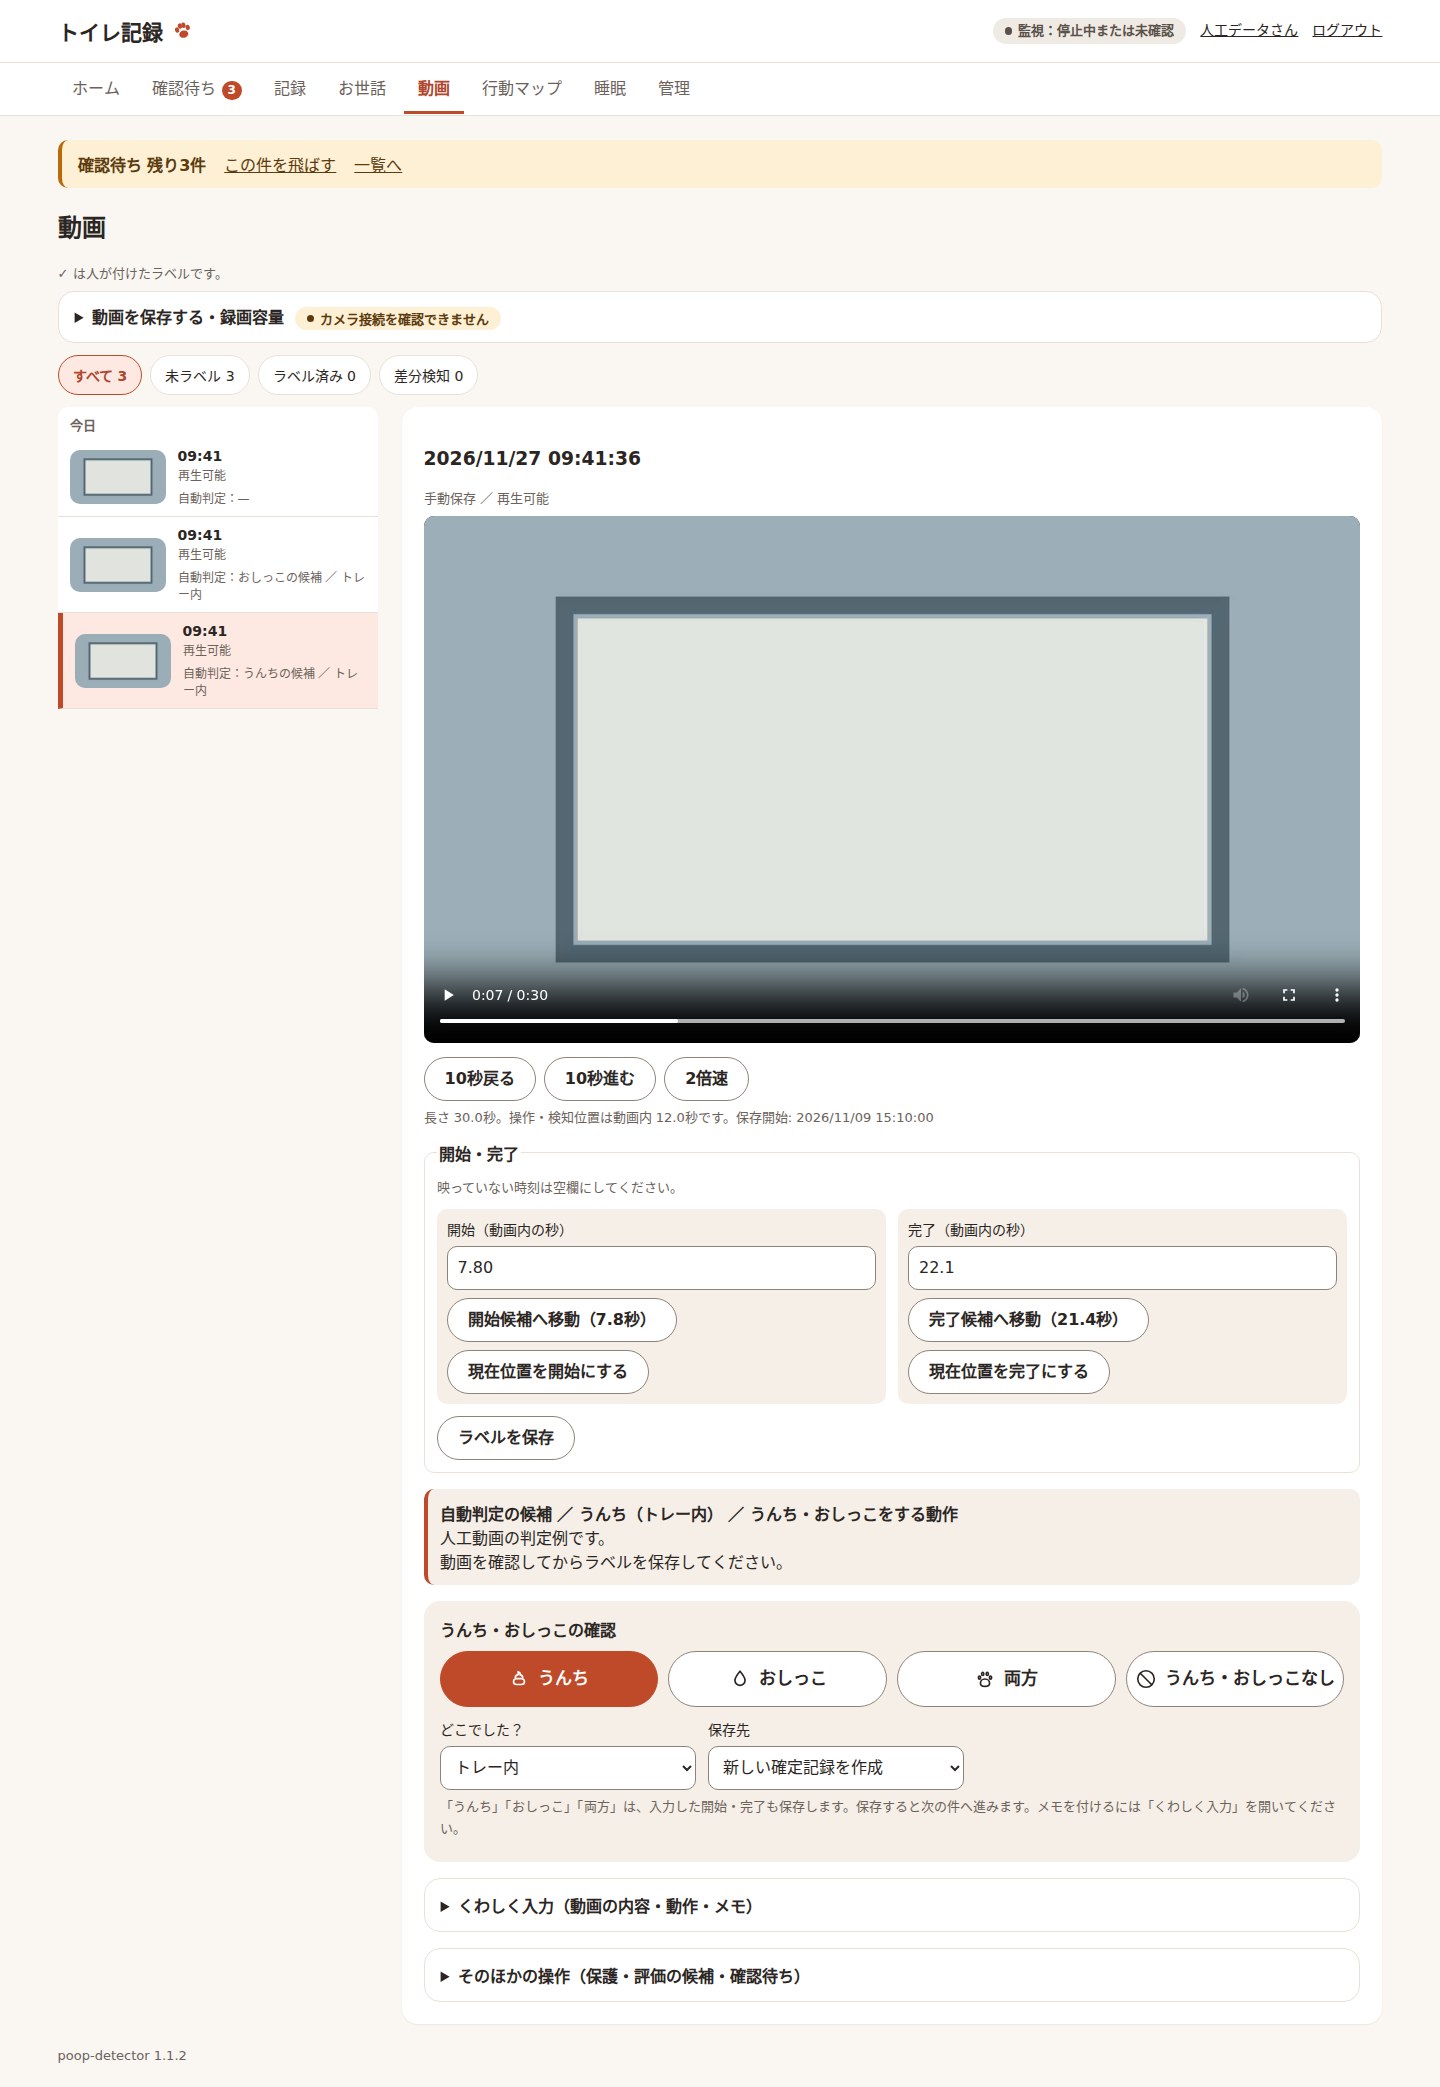 トイレ記録
監視：停止中または未確認
人工データさん
ログアウト
ホーム
確認待ち 3
記録
お世話
動画
行動マップ
睡眠
管理
確認待ち 残り3件 この件を飛ばす 一覧へ
動画
✓ は人が付けたラベルです。
▶ 動画を保存する・録画容量 カメラ接続を確認できません
すべて 3
未ラベル 3
ラベル済み 0
差分検知 0
今日
09:41
再生可能
自動判定：—
09:41
再生可能
自動判定：おしっこの候補 ／ トレ
ー内
09:41
再生可能
自動判定：うんちの候補 ／ トレ
ー内
2026/11/27 09:41:36
手動保存 ／ 再生可能
0:07 / 0:30
10秒戻る
10秒進む
2倍速
長さ 30.0秒。操作・検知位置は動画内 12.0秒です。保存開始: 2026/11/09 15:10:00
開始・完了
映っていない時刻は空欄にしてください。
開始（動画内の秒）
7.80
開始候補へ移動（7.8秒）
現在位置を開始にする
完了（動画内の秒）
22.1
完了候補へ移動（21.4秒）
現在位置を完了にする
ラベルを保存
自動判定の候補 ／ うんち（トレー内） ／ うんち・おしっこをする動作
人工動画の判定例です。
動画を確認してからラベルを保存してください。
うんち・おしっこの確認
うんち
おしっこ
両方
うんち・おしっこなし
どこでした？
トレー内
保存先
新しい確定記録を作成
「うんち」「おしっこ」「両方」は、入力した開始・完了も保存します。保存すると次の件へ進みます。メモを付けるには「くわしく入力」を開いてくださ
い。
▶ くわしく入力（動画の内容・動作・メモ）
▶ そのほかの操作（保護・評価の候補・確認待ち）
poop-detector 1.1.2